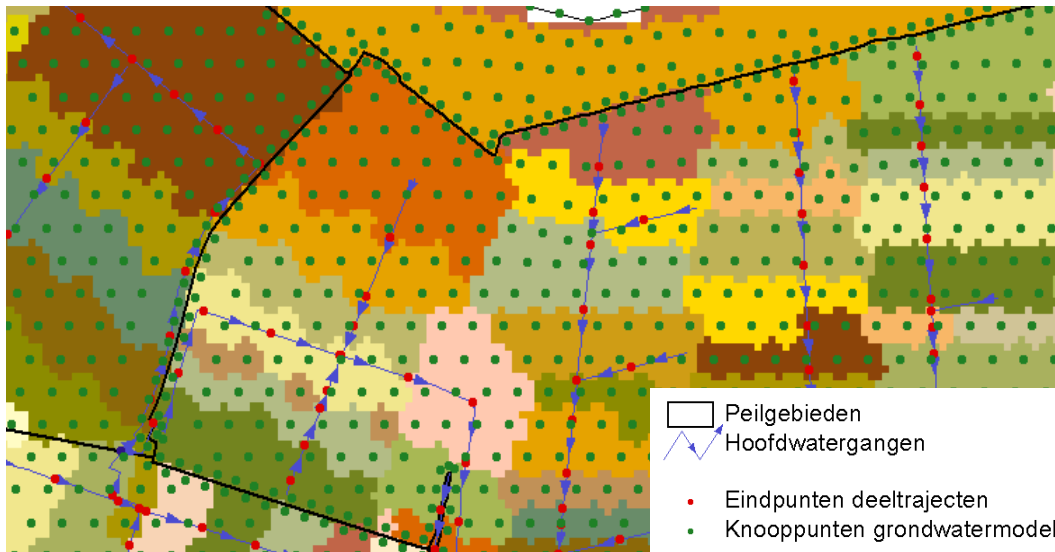 Peilgebieden
Hoofdwatergangen
Eindpunten deeltrajecten
Knooppunten grondwatermodel